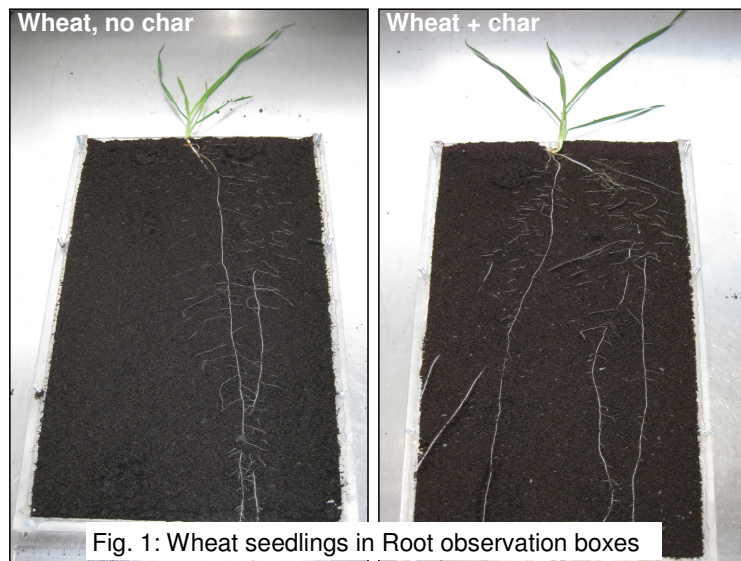 Wheat, no char
Wheat + char
Fig. 1: Wheat seedlings in Root observation boxes